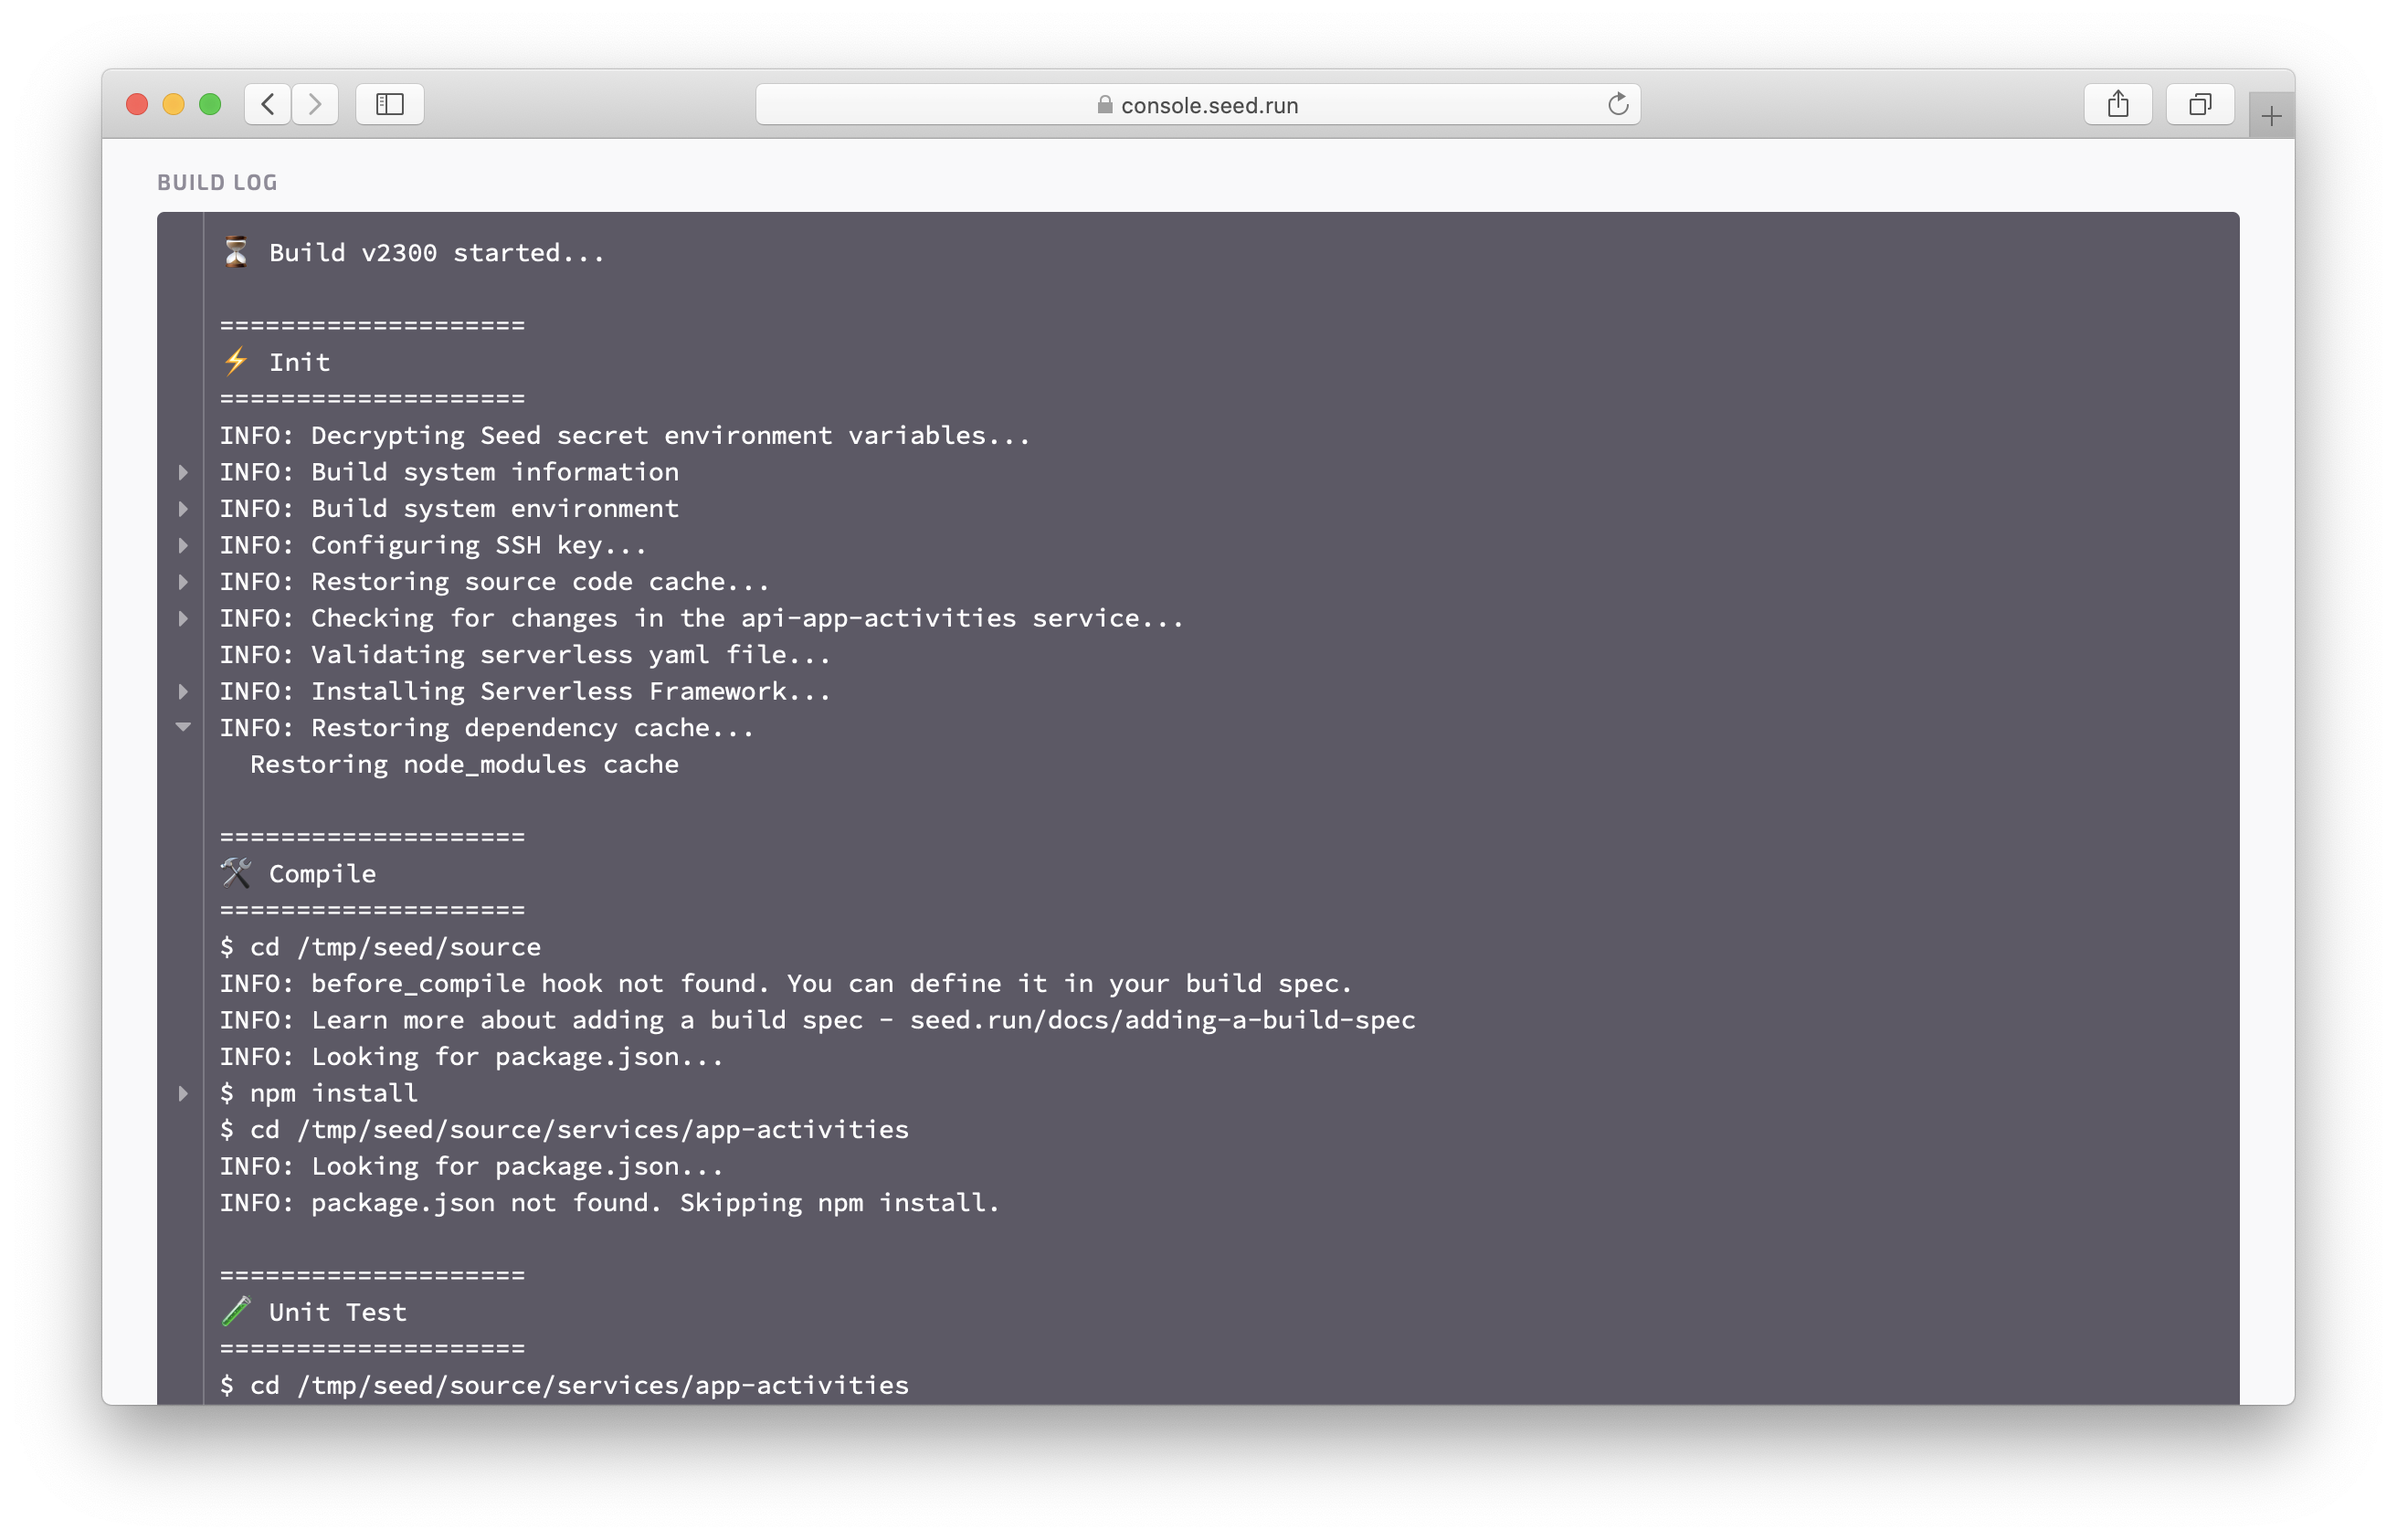 console.seed.run
BUILD LOG
⏳ Build v2300 started...
====================
⚡ Init
====================
INFO: Decrypting Seed secret environment variables...
INFO: Build system information
INFO: Build system environment
INFO: Configuring SSH key...
INFO: Restoring source code cache...
INFO: Checking for changes in the api-app-activities service...
INFO: Validating serverless yaml file...
INFO: Installing Serverless Framework...
INFO: Restoring dependency cache...
Restoring node_modules cache
====================
🛠 Compile
====================
$ cd /tmp/seed/source
INFO: before_compile hook not found. You can define it in your build spec.
INFO: Learn more about adding a build spec - seed.run/docs/adding-a-build-spec
INFO: Looking for package.json...
$ npm install
$ cd /tmp/seed/source/services/app-activities
INFO: Looking for package.json...
INFO: package.json not found. Skipping npm install.
====================
🧪 Unit Test
====================
$ cd /tmp/seed/source/services/app-activities